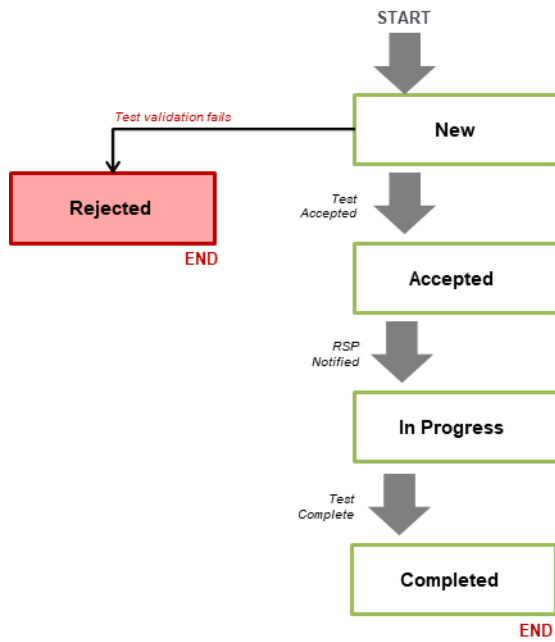 START
Test validation fails
New
Rejected
END
Test
Accepted
Accepted
RSP
Notified
In Progress
Test
Complete
Completed
END